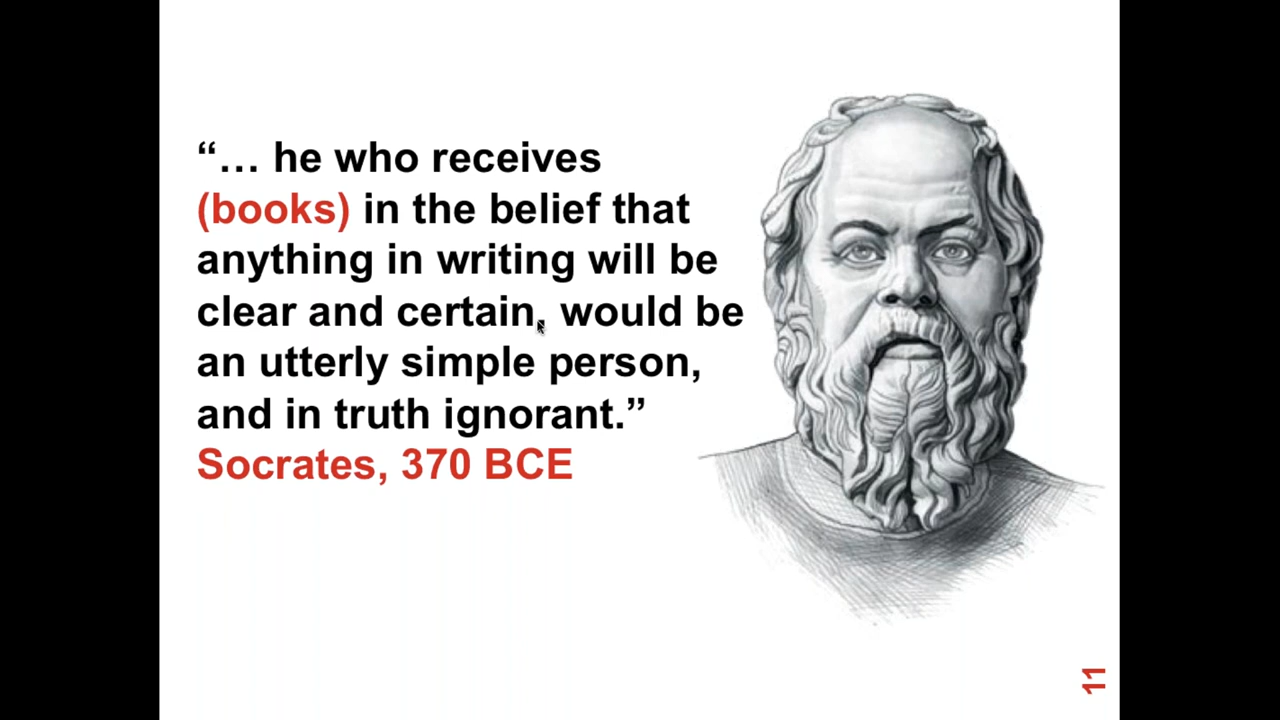 “… he who receives
(books) in the belief that
anything in writing will be
clear and certain, would be
an utterly simple person,
and in truth ignorant.”
Socrates, 370 BCE
11